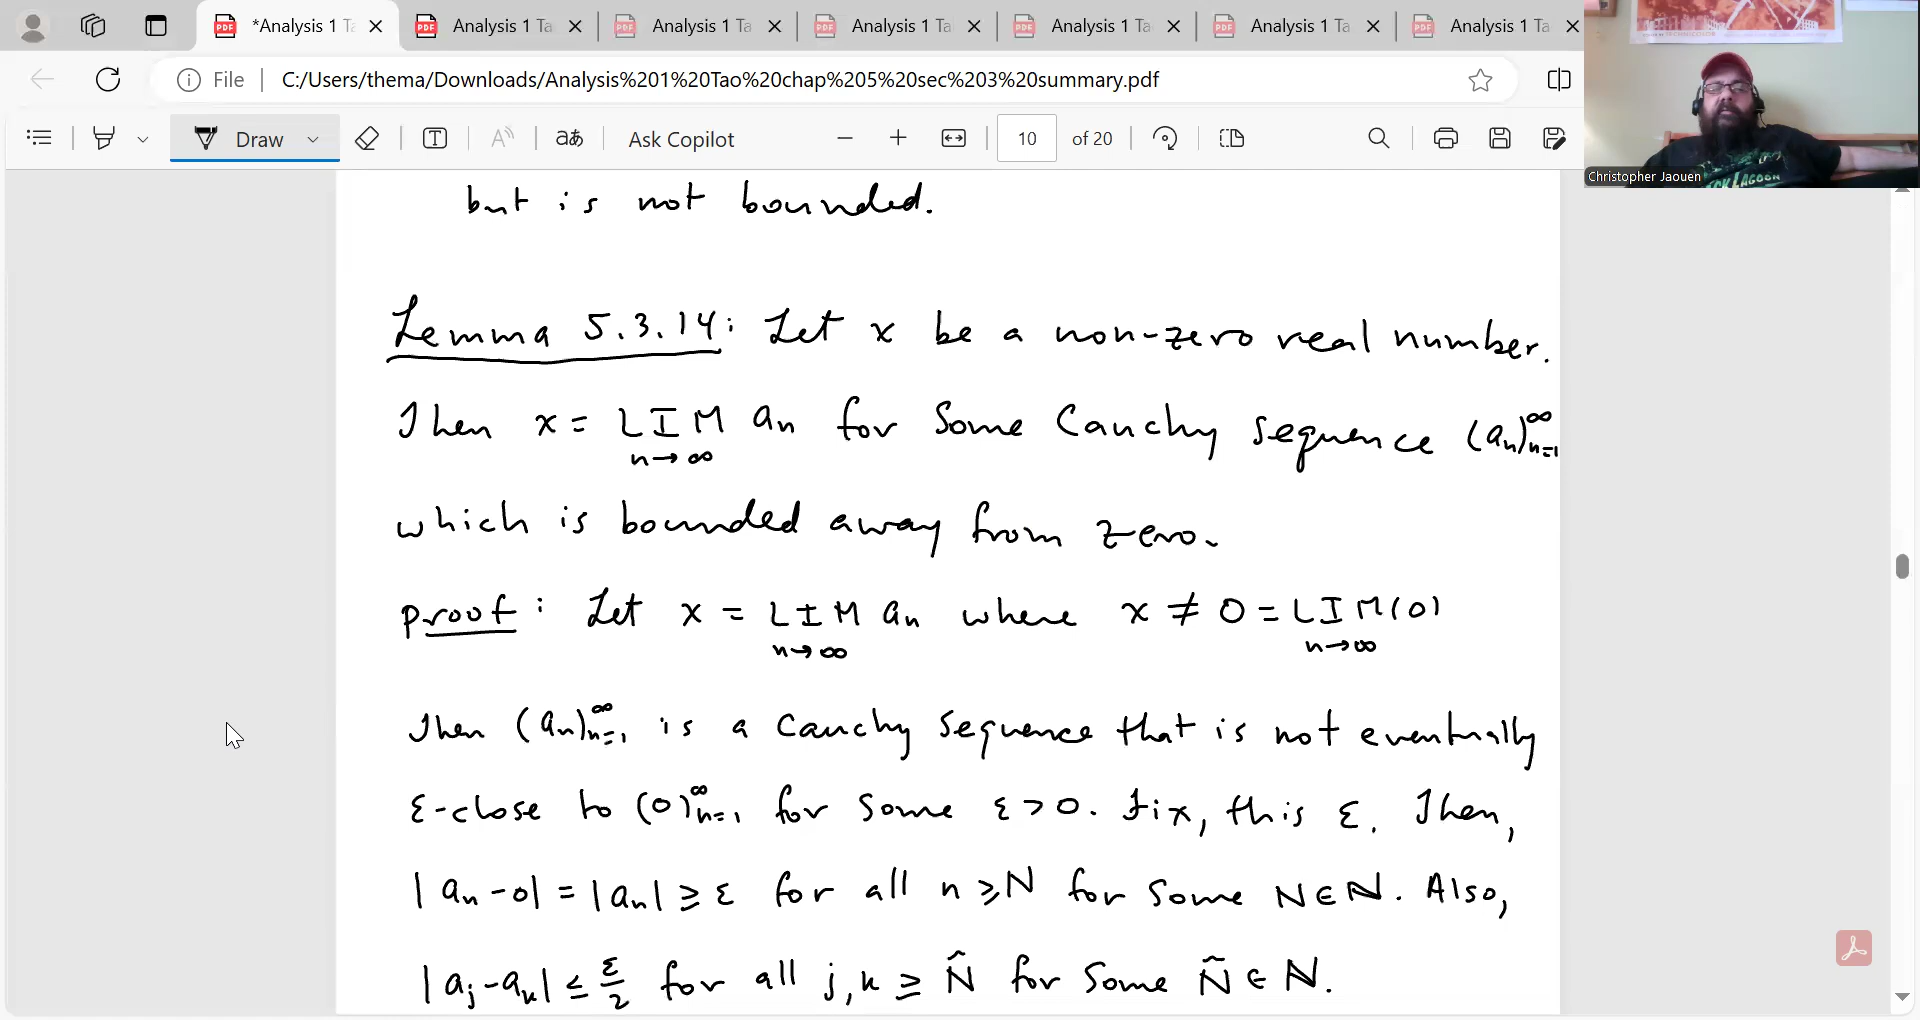 *Analysis 1 Ta
Analysis 1 Ta
Analysis 1 Ta
Analysis 1 Ta
Analysis 1 Ta
Analysis 1 Ta
Analysis 1 Ta
File
C:/Users/thema/Downloads/Analysis%201%20Tao%20chap%205%20sec%203%20summary.pdf
Draw
aあ
Ask Copilot
10 of 20
Christopher Jaouen
but is not bounded.
Lemma 5.3.14: Let x be a non-zero real number.
Then x = LIM n→∞ aₙ for some Cauchy sequence (aₙ)ₙ₌₁^∞
which is bounded away from zero.
proof: Let x = LIM n→∞ aₙ where x ≠ 0 = LIM n→∞ (0)
Then (aₙ)ₙ₌₁^∞ is a Cauchy sequence that is not eventually
ε-close to (0)ₙ₌₁^∞ for some ε > 0. Fix, this ε. Then,
|aₙ - 0| = |aₙ| ≥ ε for all n ≥ N for some N ∈ ℕ. Also,
|aⱼ - aₖ| ≤ ε/2 for all j, k ≥ Ñ for some Ñ ∈ ℕ.